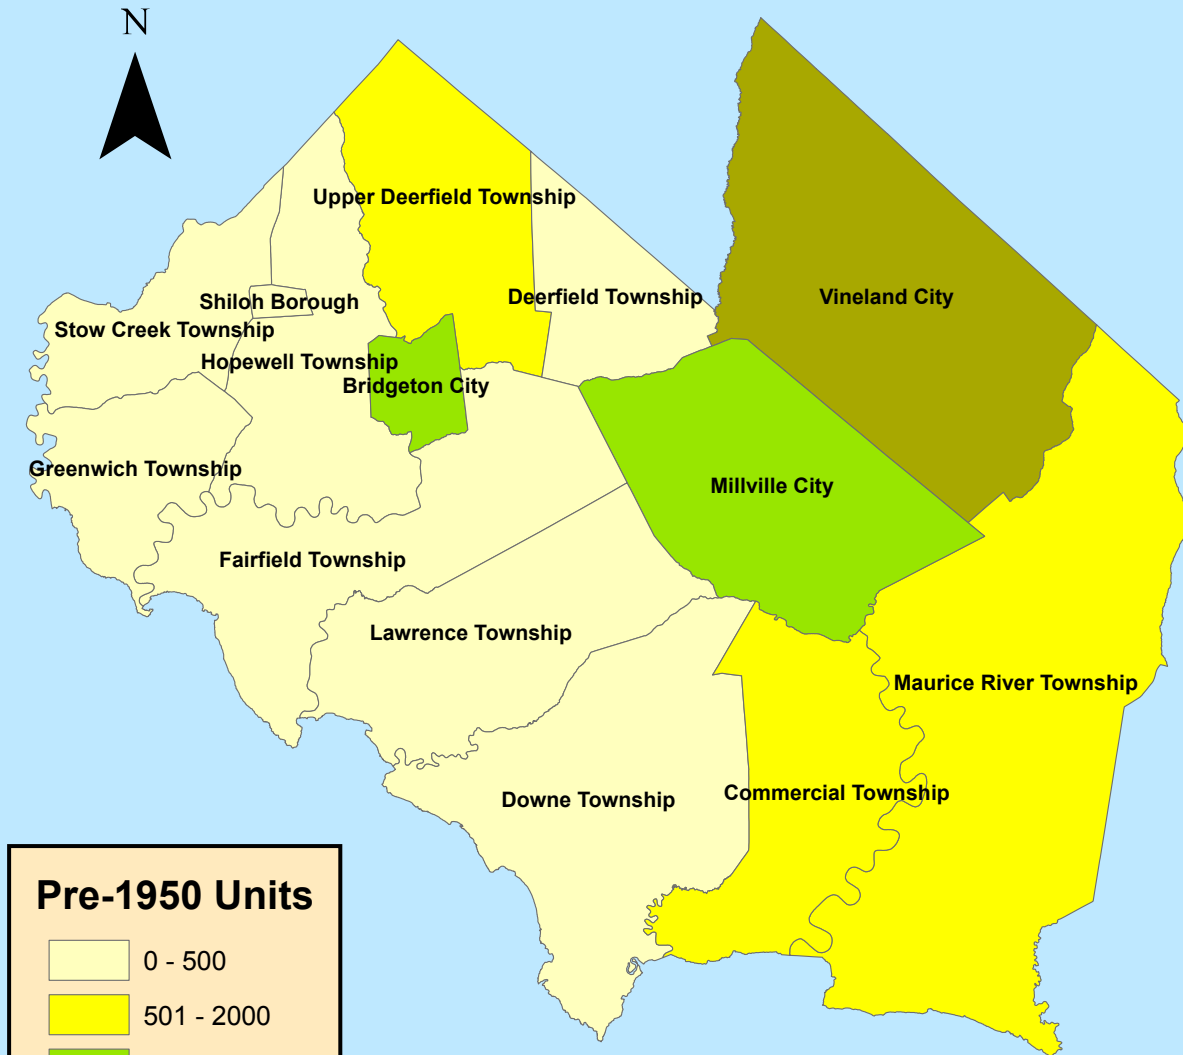 N
Upper Deerfield Township
Deerfield Township
Vineland City
Shiloh Borough
Stow Creek Township
Hopewell Township
Bridgeton City
Greenwich Township
Millville City
Fairfield Township
Lawrence Township
Maurice River Township
Downe Township
Commercial Township
Pre-1950 Units
0 - 500
501 - 2000